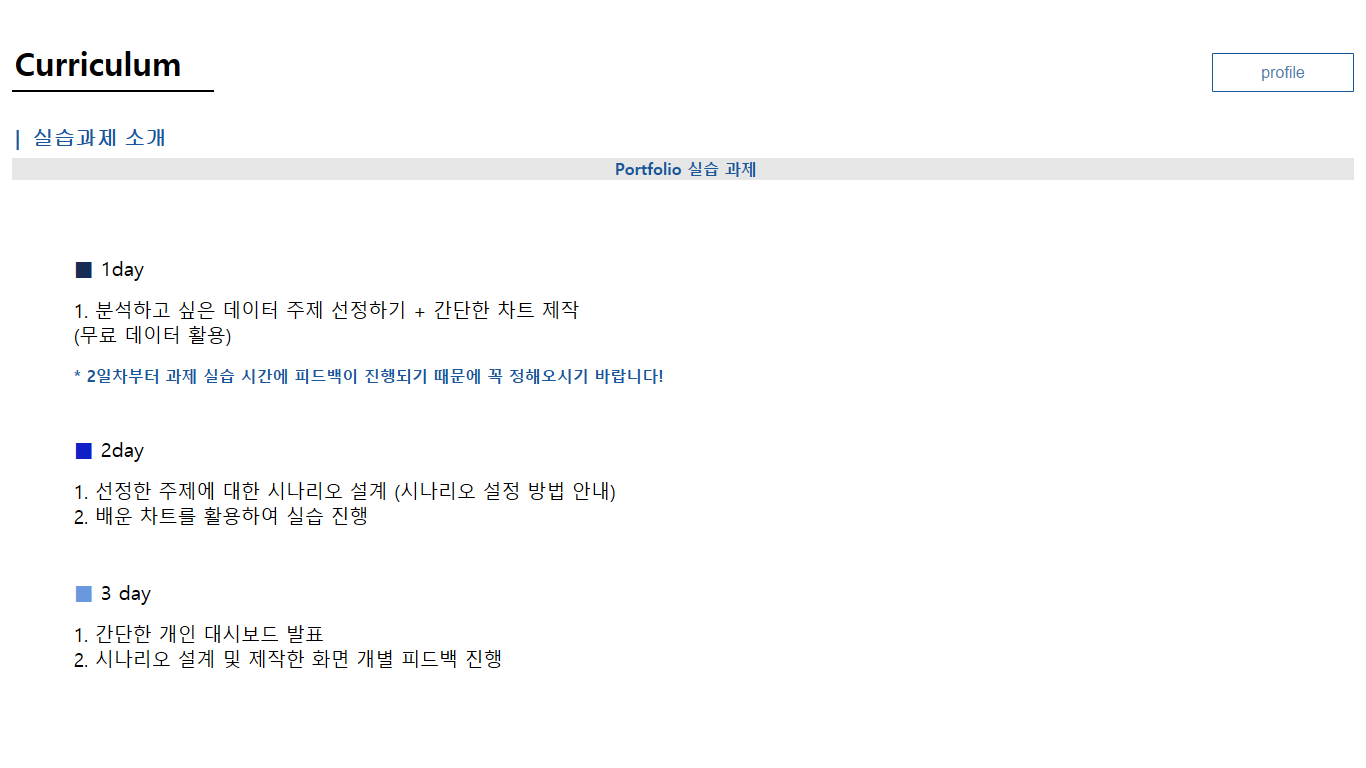 Curriculum
profile
| 실습과제 소개
Portfolio 실습 과제
■ 1day
1. 분석하고 싶은 데이터 주제 선정하기 + 간단한 차트 제작
(무료 데이터 활용)
* 2일차부터 과제 실습 시간에 피드백이 진행되기 때문에 꼭 정해오시기 바랍니다!
■ 2day
1. 선정한 주제에 대한 시나리오 설계 (시나리오 설정 방법 안내)
2. 배운 차트를 활용하여 실습 진행
■ 3 day
1. 간단한 개인 대시보드 발표
2. 시나리오 설계 및 제작한 화면 개별 피드백 진행